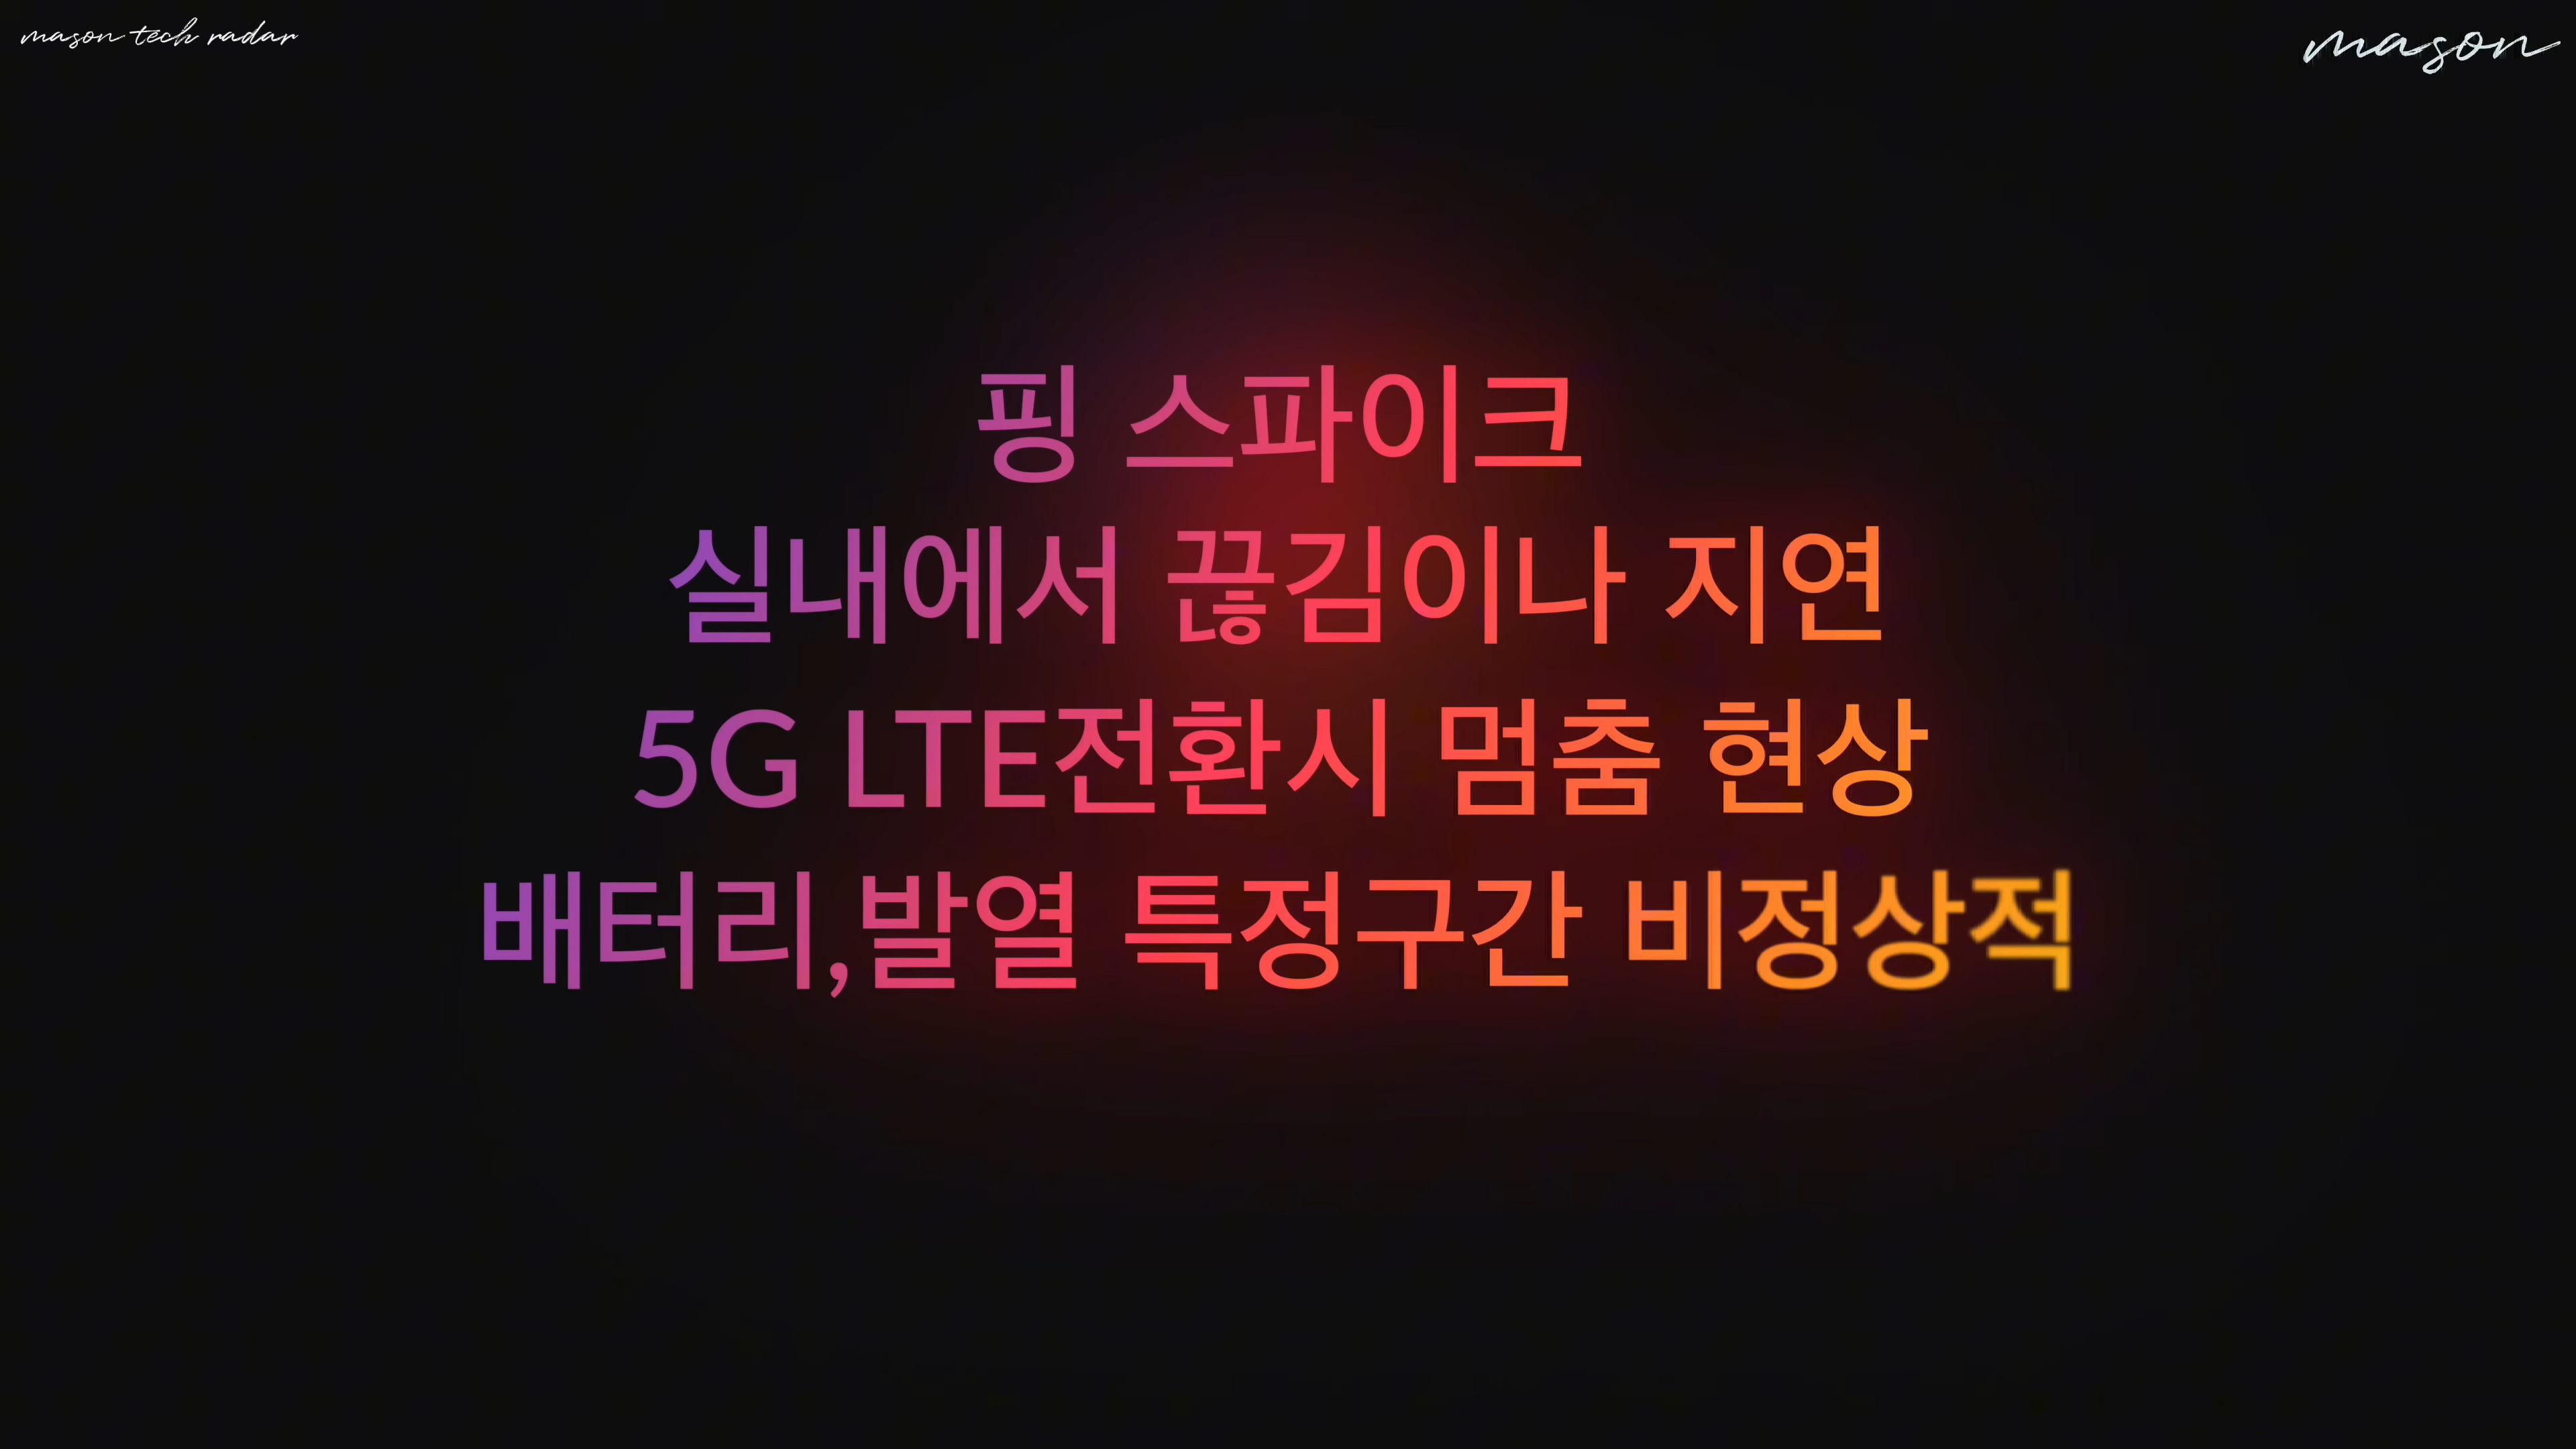 mason tech radar
mason
핑 스파이크
실내에서 끊김이나 지연
5G LTE전환시 멈춤 현상
배터리,발열 특정구간 비정상적